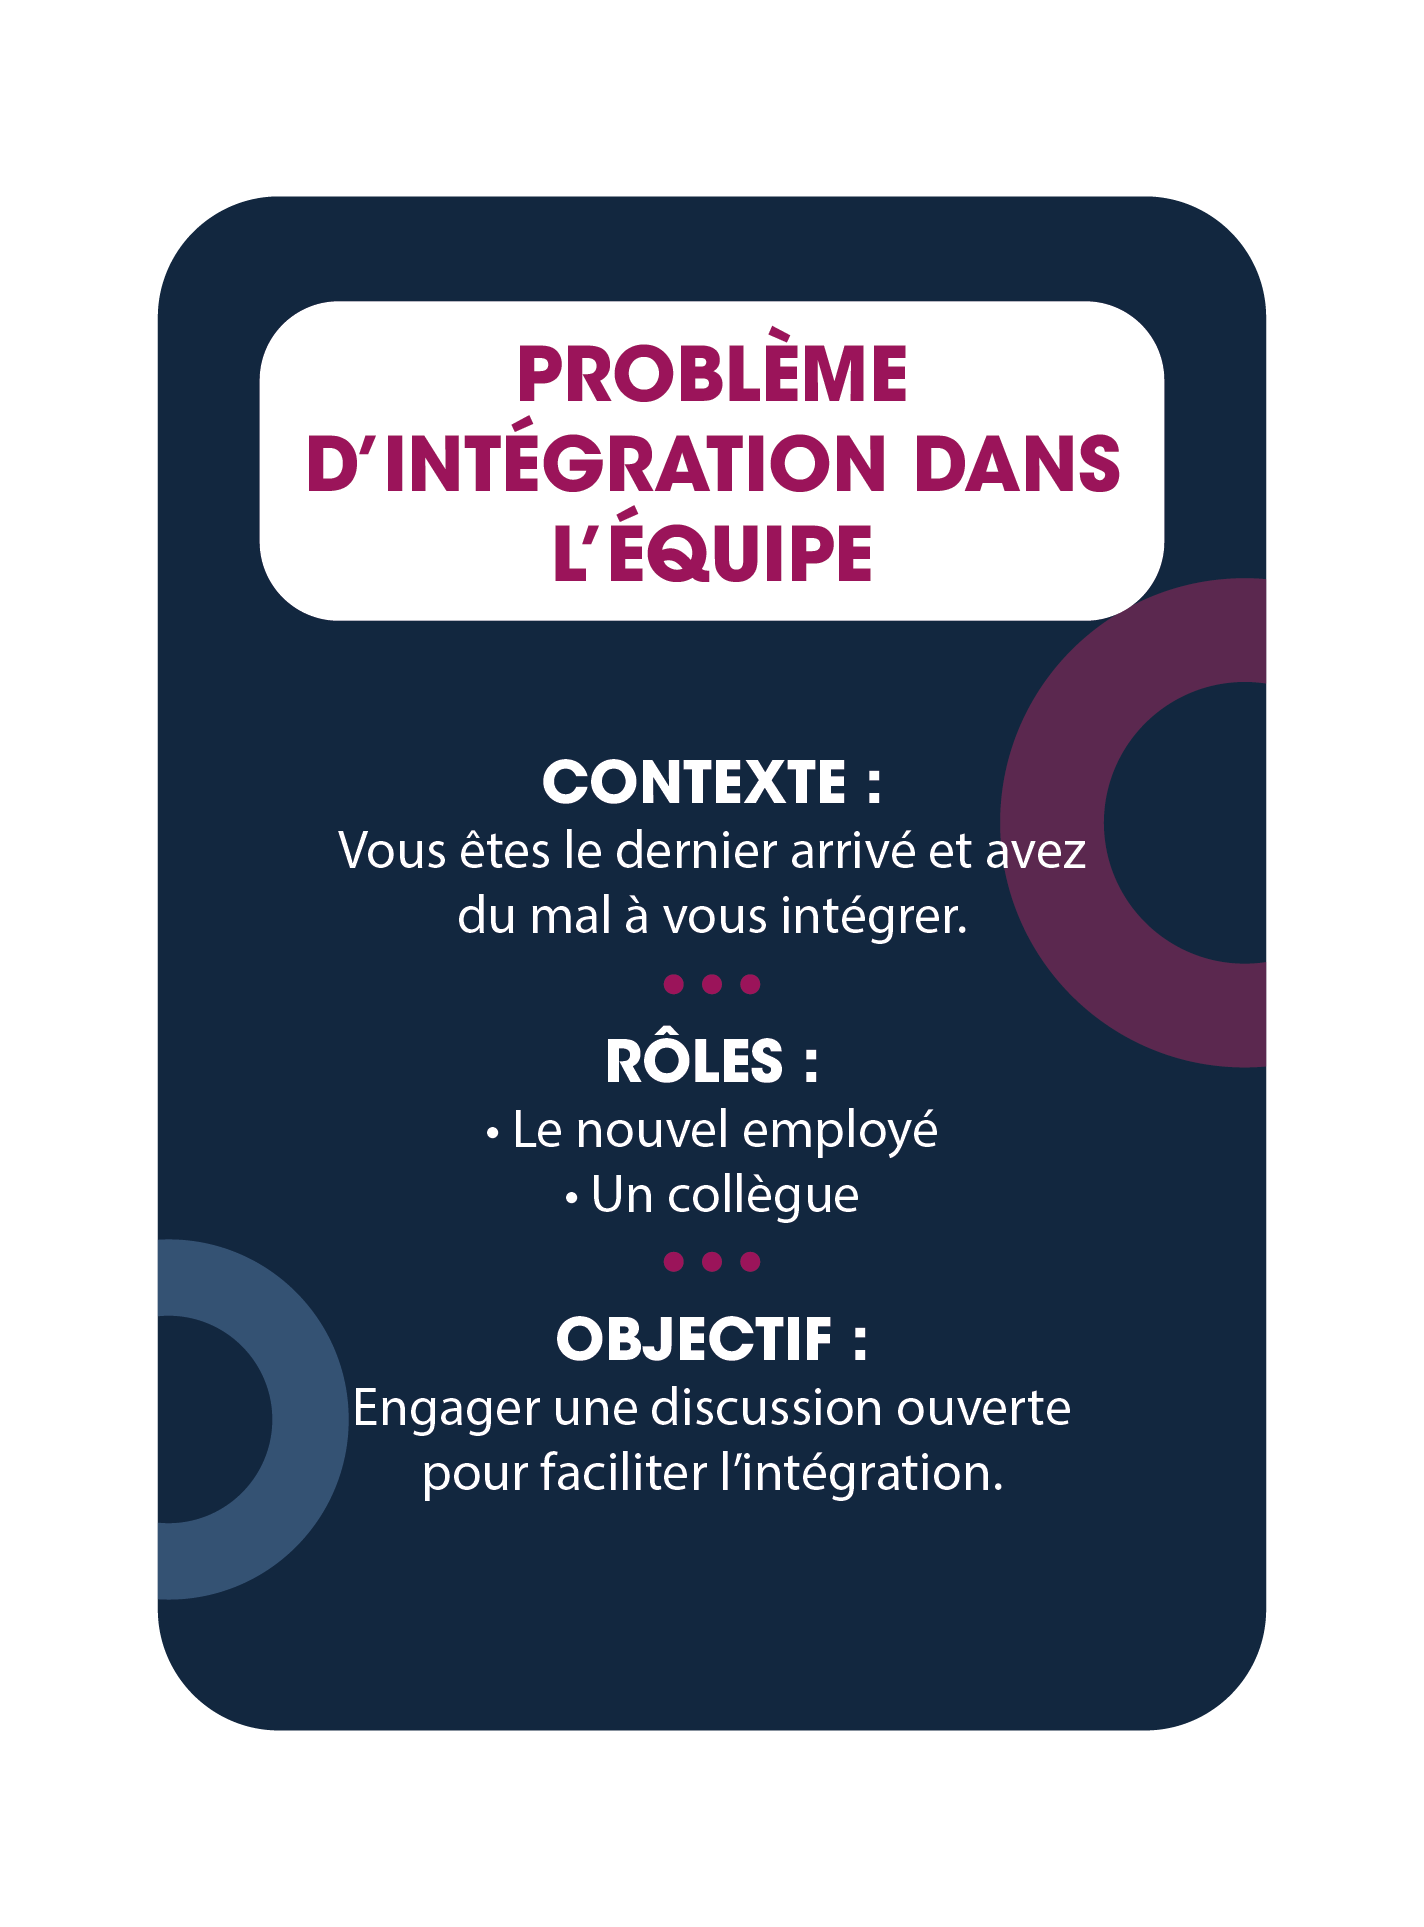 PROBLÈME
D’INTÉGRATION DANS
L’ÉQUIPE
CONTEXTE :
Vous êtes le dernier arrivé et avez
du mal à vous intégrer.
RÔLES :
• Le nouvel employé
• Un collègue
OBJECTIF :
Engager une discussion ouverte
pour faciliter l’intégration.